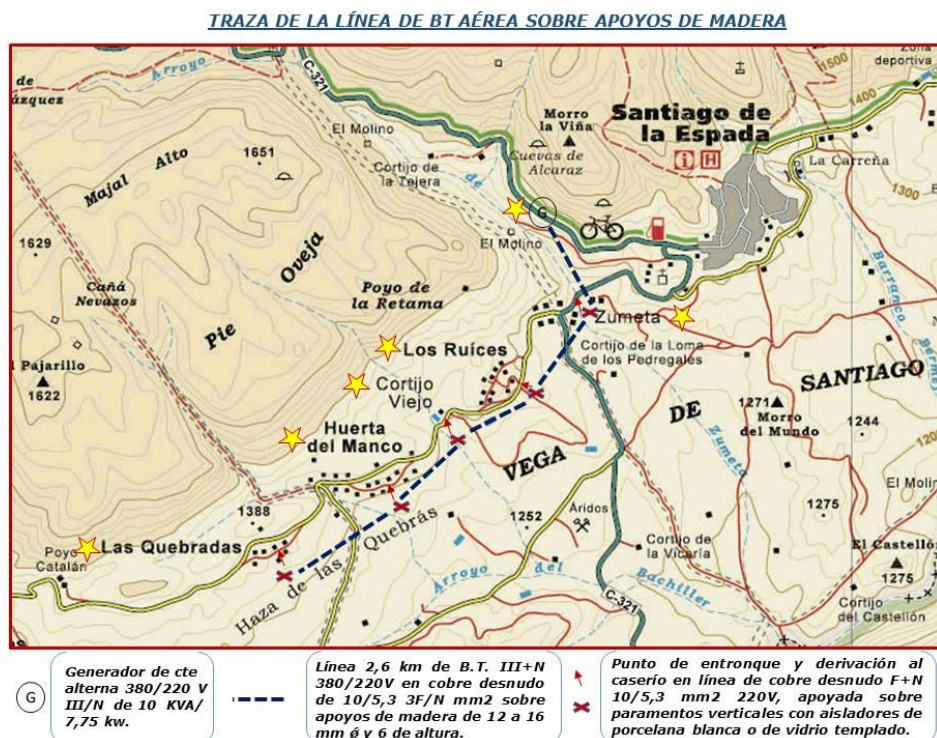 TRAZA DE LA LÍNEA DE BT AÉREA SOBRE APOYOS DE MADERA
Arroyo
de
C-321
1500
Zona
deportiva
de
ázquez
El Molino
Morro
la Viña
Santiago de
la Espada
1400
Majal Alto
1651
Cortijo de
la Tejera
Cuevas de
Alcaraz
de
i
H
La Carreña
1300
G
1629
Oveja
El Molino
Cañá
Nevazos
Pie
Poyo de
la Retama
Barranco
Zumeta
Los Ruíces
Cortijo de la Loma
de los Pedregales
Pajarillo
1622
Cortijo
Viejo
SANTIAGO
DE
1271
Morro
del Mundo
1244
Huerta
del Manco
VEGA
Zumeta
El Molino
1388
Quebrás
1252
Áridos
1275
Las Quebradas
Cortijo de
la Vicaría
El Castellón
1275
Poyo
Catalán
Haza de las
Arroyo del
Bachiller
C-321
Cortijo
del Castellón
G
Generador de cte
alterna 380/220 V
III/N de 10 KVA/
7,75 kw.
Línea 2,6 km de B.T. III+N
380/220V en cobre desnudo
de 10/5,3 3F/N mm2 sobre
apoyos de madera de 12 a 16
mm ø y 6 de altura.
Punto de entronque y derivación al
caserío en línea de cobre desnudo F+N
10/5,3 mm2 220V, apoyada sobre
paramentos verticales con aisladores de
porcelana blanca o de vidrio templado.